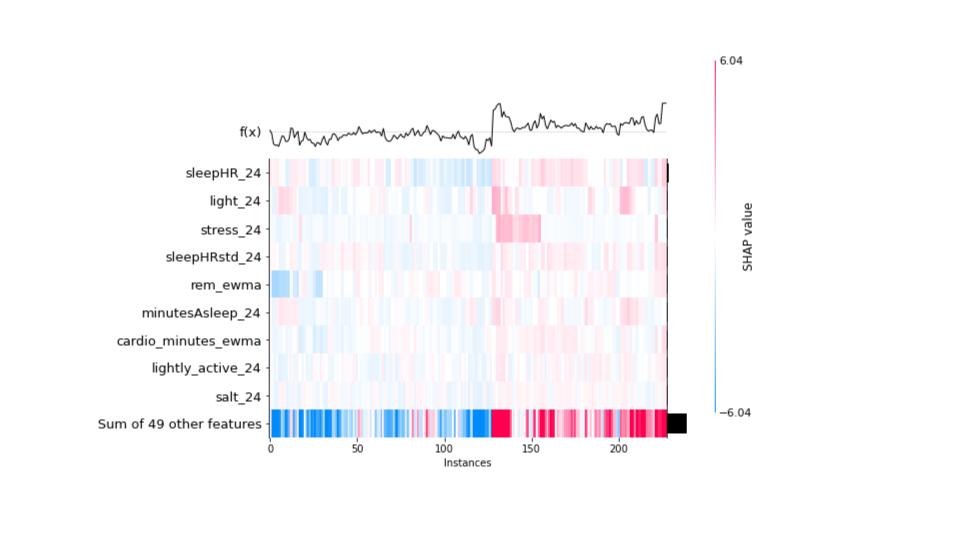 6.04
f(x)
sleepHR_24
light_24
stress_24
sleepHRstd_24
rem_ewma
minutesAsleep_24
cardio_minutes_ewma
lightly_active_24
salt_24
Sum of 49 other features
0 50 100 150 200
Instances
SHAP value
−6.04